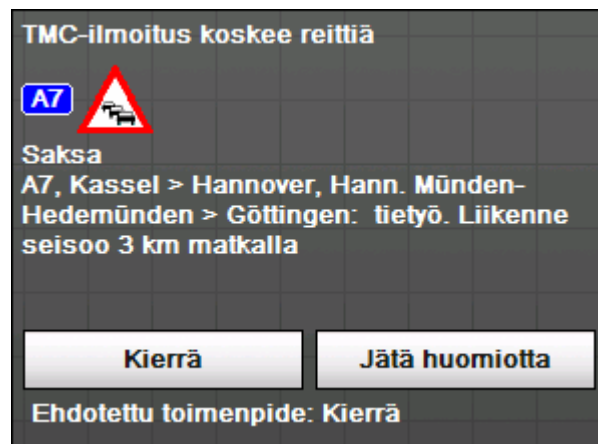 TMC-ilmoitus koskee reittiä
A7
Saksa
A7, Kassel > Hannover, Hann. Münden-
Hedemünden > Göttingen:  tietyö. Liikenne
seisoo 3 km matkalla
Kierrä
Jätä huomiotta
Ehdotettu toimenpide: Kierrä